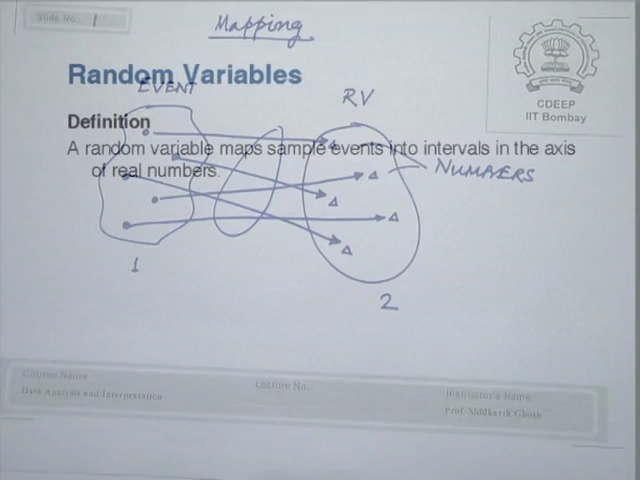 Slide No: 1
Mapping
Random Variables
EVENT
RV
CDEEP
IIT Bombay
Definition
A random variable maps sample events into intervals in the axis
of real numbers.
NUMBERS
1
2
Course Name
Lecture No.:
Instructor's Name
Data Analysis and Interpretation
Prof. Siddharth Ghosh